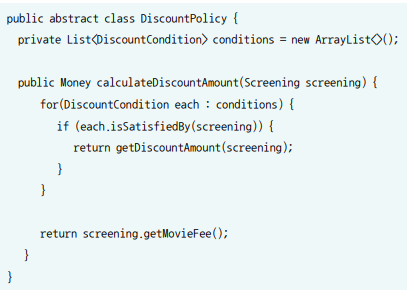 public abstract class DiscountPolicy {
private List<DiscountCondition> conditions = new ArrayList<>();
public Money calculateDiscountAmount(Screening screening) {
for(DiscountCondition each : conditions) {
if (each.isSatisfiedBy(screening)) {
return getDiscountAmount(screening);
}
}
return screening.getMovieFee();
}
}